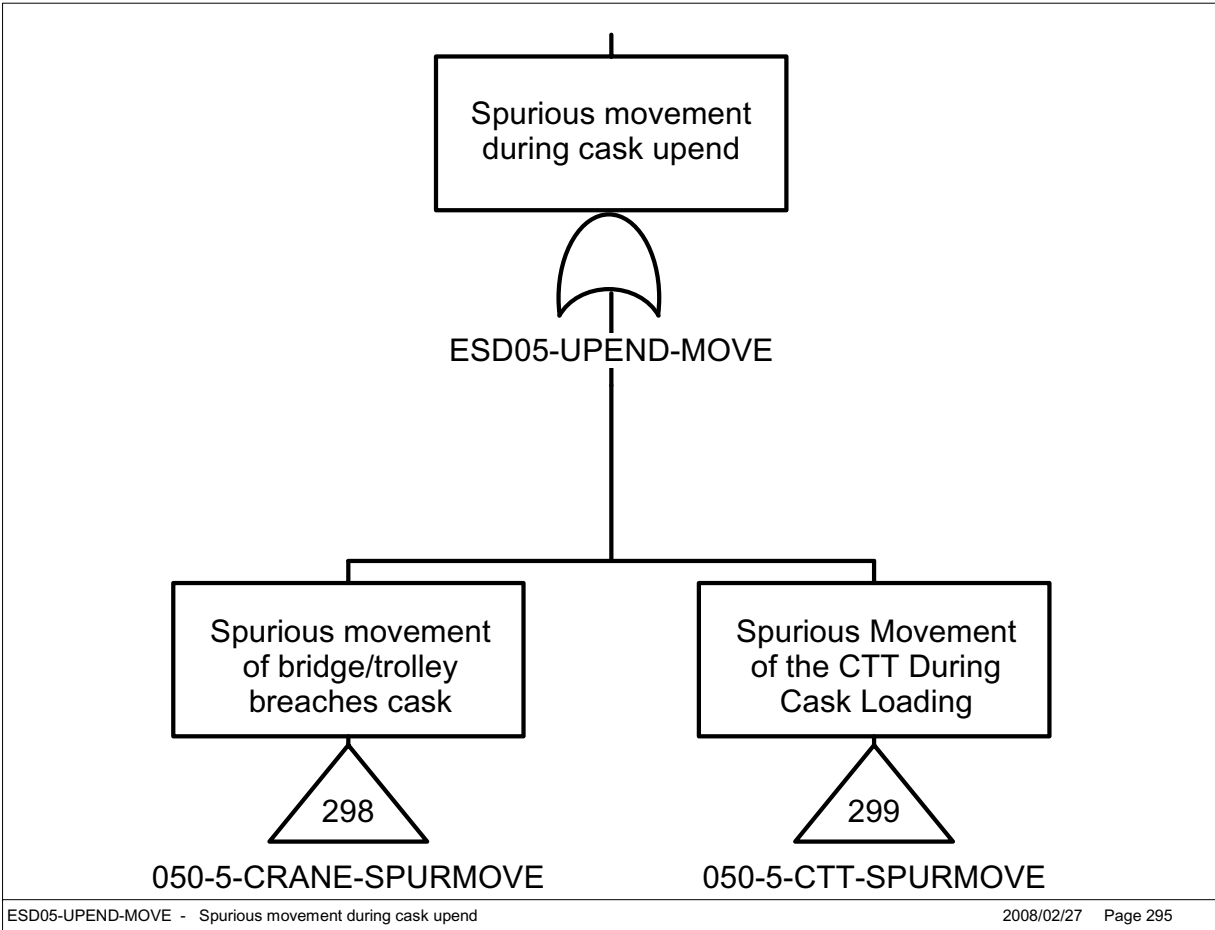 Spurious movement
during cask upend
ESD05-UPEND-MOVE
Spurious movement
of bridge/trolley
breaches cask
298
050-5-CRANE-SPURMOVE
Spurious Movement
of the CTT During
Cask Loading
299
050-5-CTT-SPURMOVE
ESD05-UPEND-MOVE - Spurious movement during cask upend 2008/02/27 Page 295